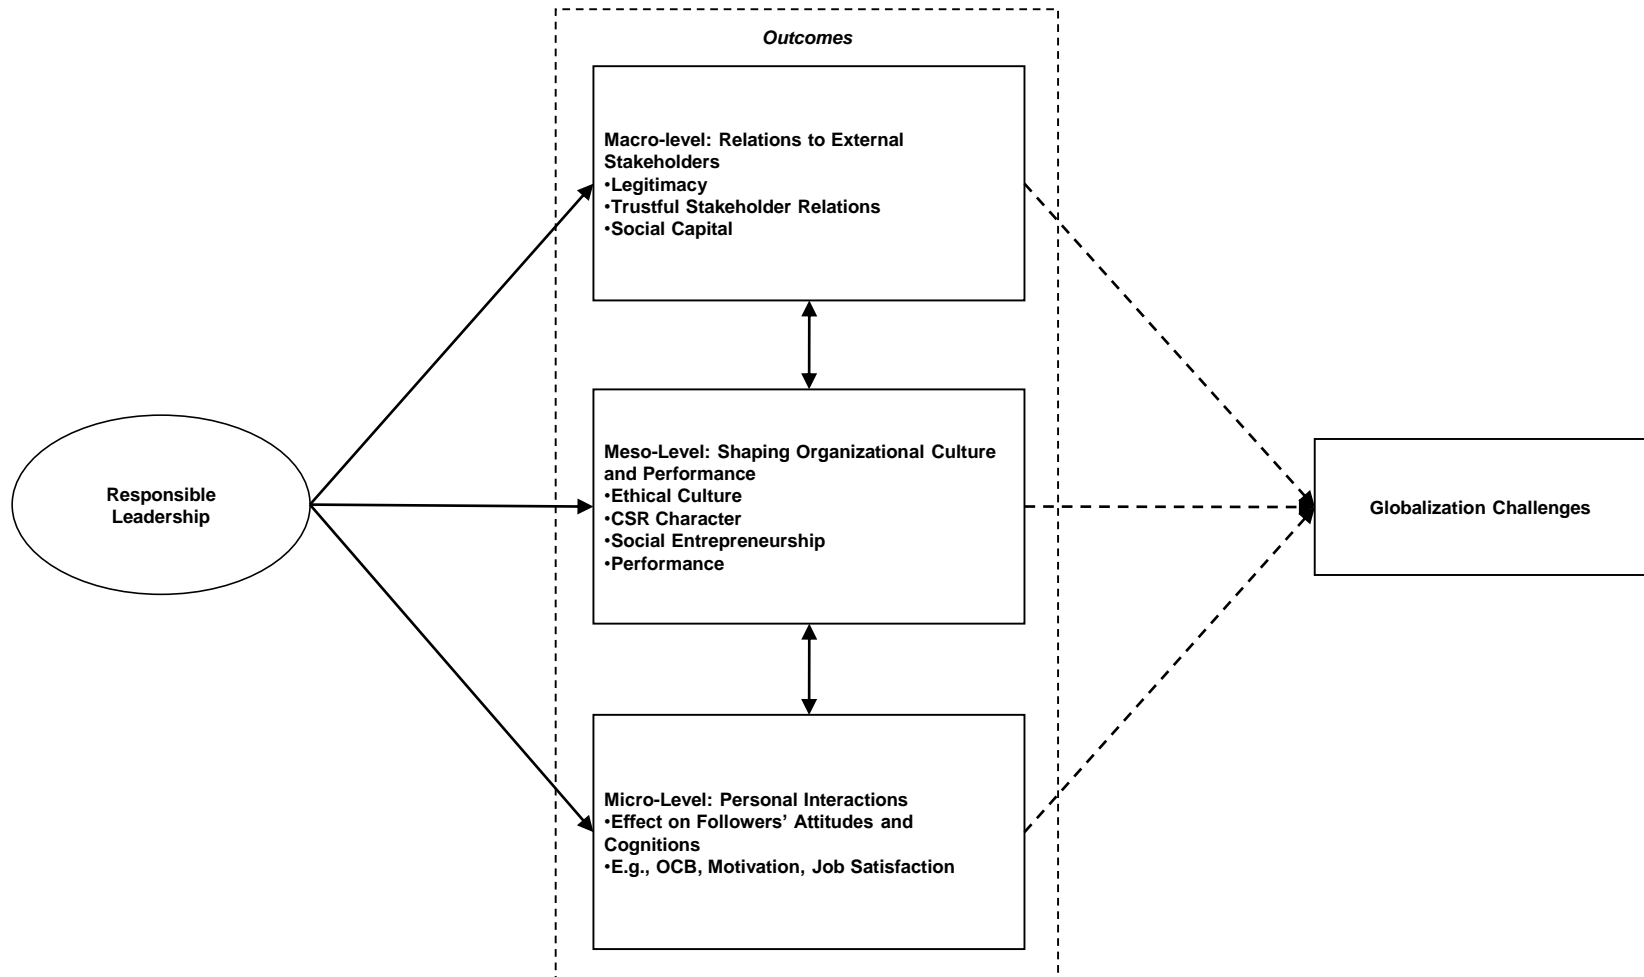 Outcomes
Macro-level: Relations to External
Stakeholders
•Legitimacy
•Trustful Stakeholder Relations
•Social Capital
Responsible
Leadership
Meso-Level: Shaping Organizational Culture
and Performance
•Ethical Culture
•CSR Character
•Social Entrepreneurship
•Performance
Globalization Challenges
Micro-Level: Personal Interactions
•Effect on Followers’ Attitudes and
Cognitions
•E.g., OCB, Motivation, Job Satisfaction